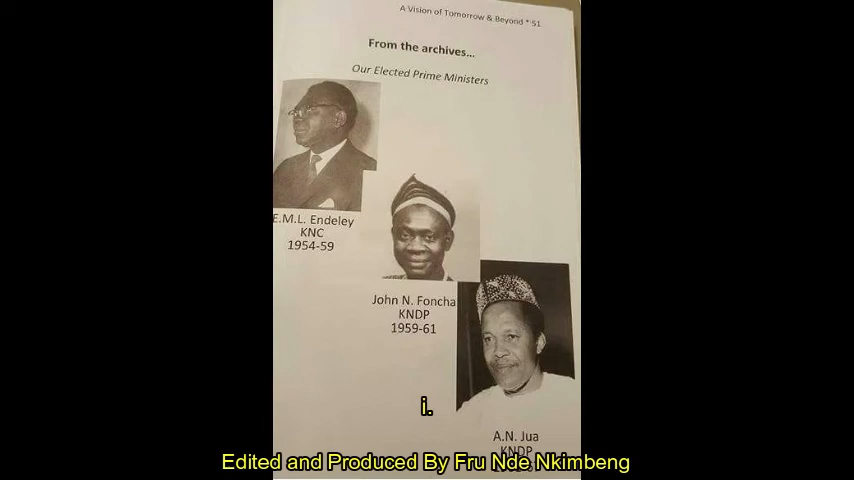 A Vision of Tomorrow & Beyond * 51
From the archives...
Our Elected Prime Ministers
E.M.L. Endeley
KNC
1954-59
John N. Foncha
KNDP
1959-61
A.N. Jua
KNDP
i.
Edited and Produced By Fru Nde Nkimbeng